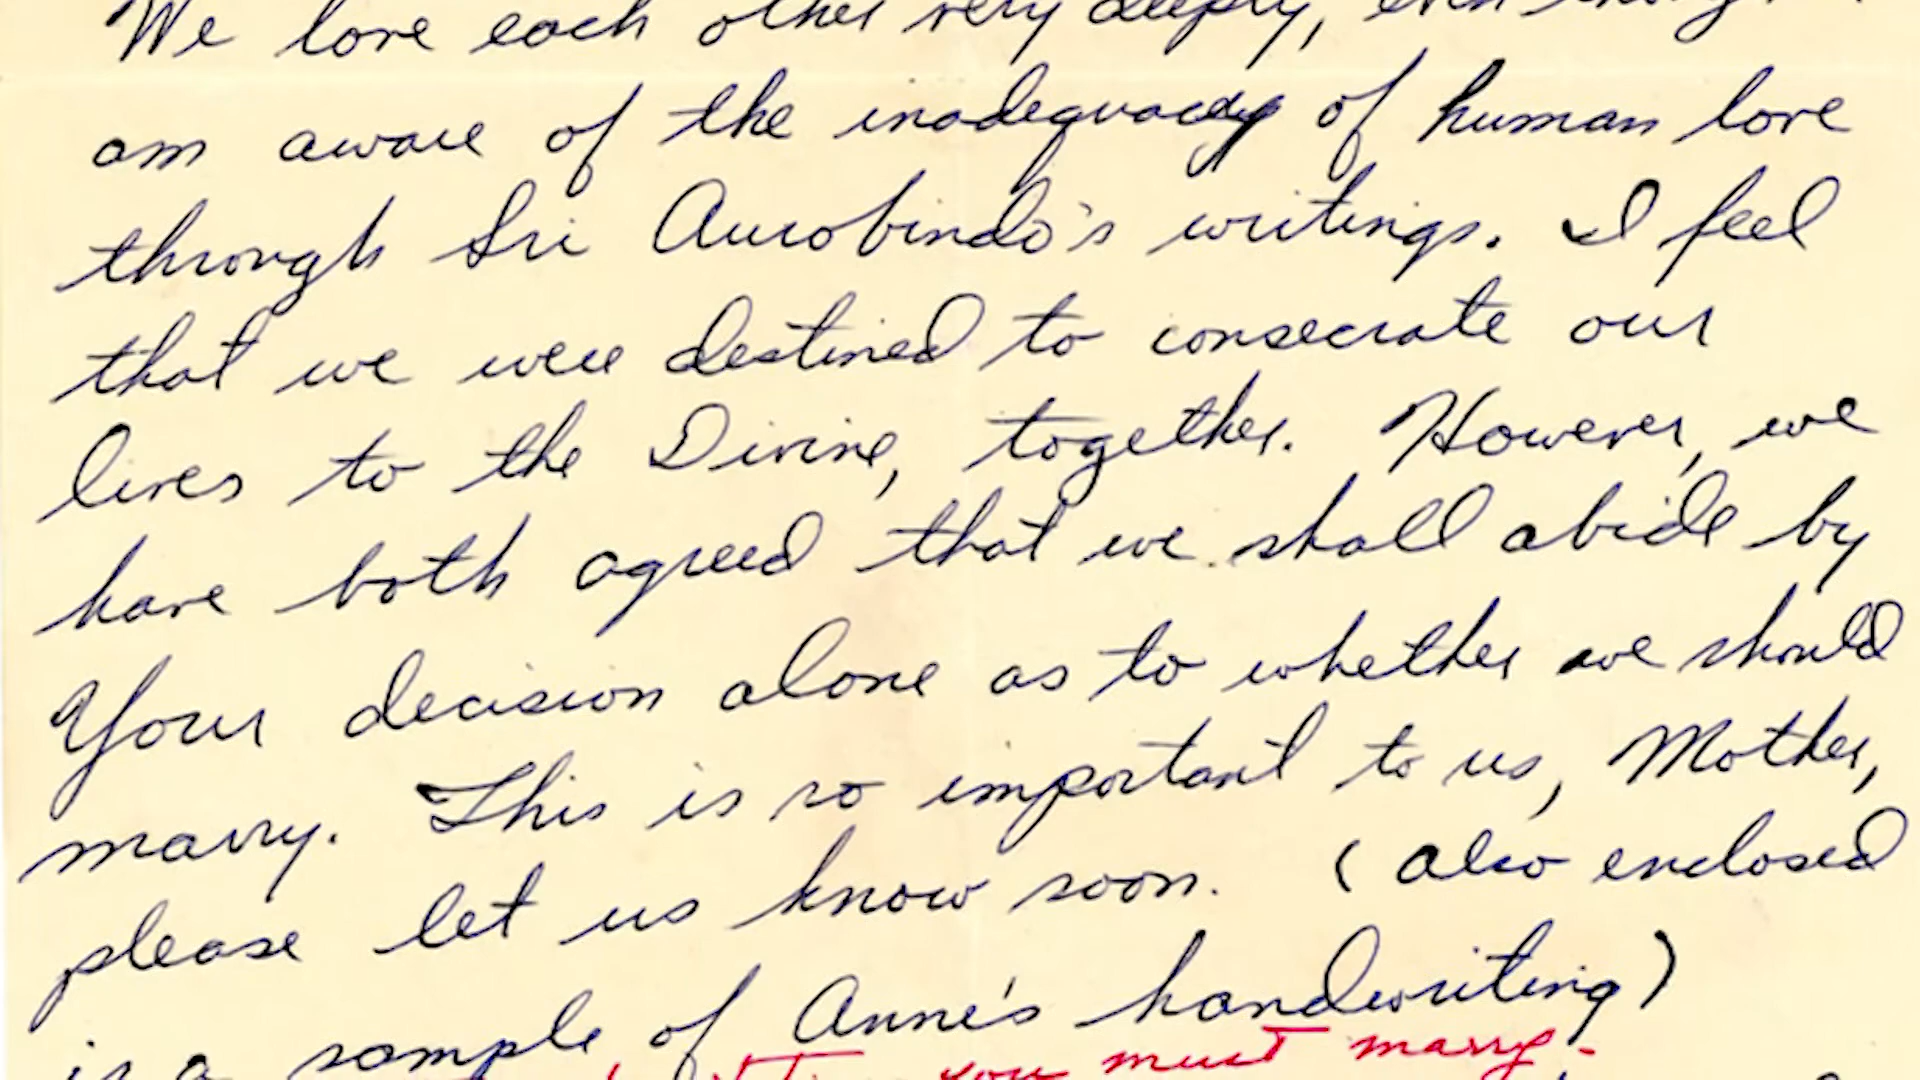 We love each other very deeply, even though
am aware of the inadequacy of human love
through Sri Aurobindo's writings. I feel
that we were destined to consecrate our
lives to the Divine, together. However, we
have both agreed that we shall abide by
Your decision alone as to whether we should
marry. This is so important to us, Mother,
please let us know soon. (also enclosed
is a sample of Anne's handwriting)
you must marry.